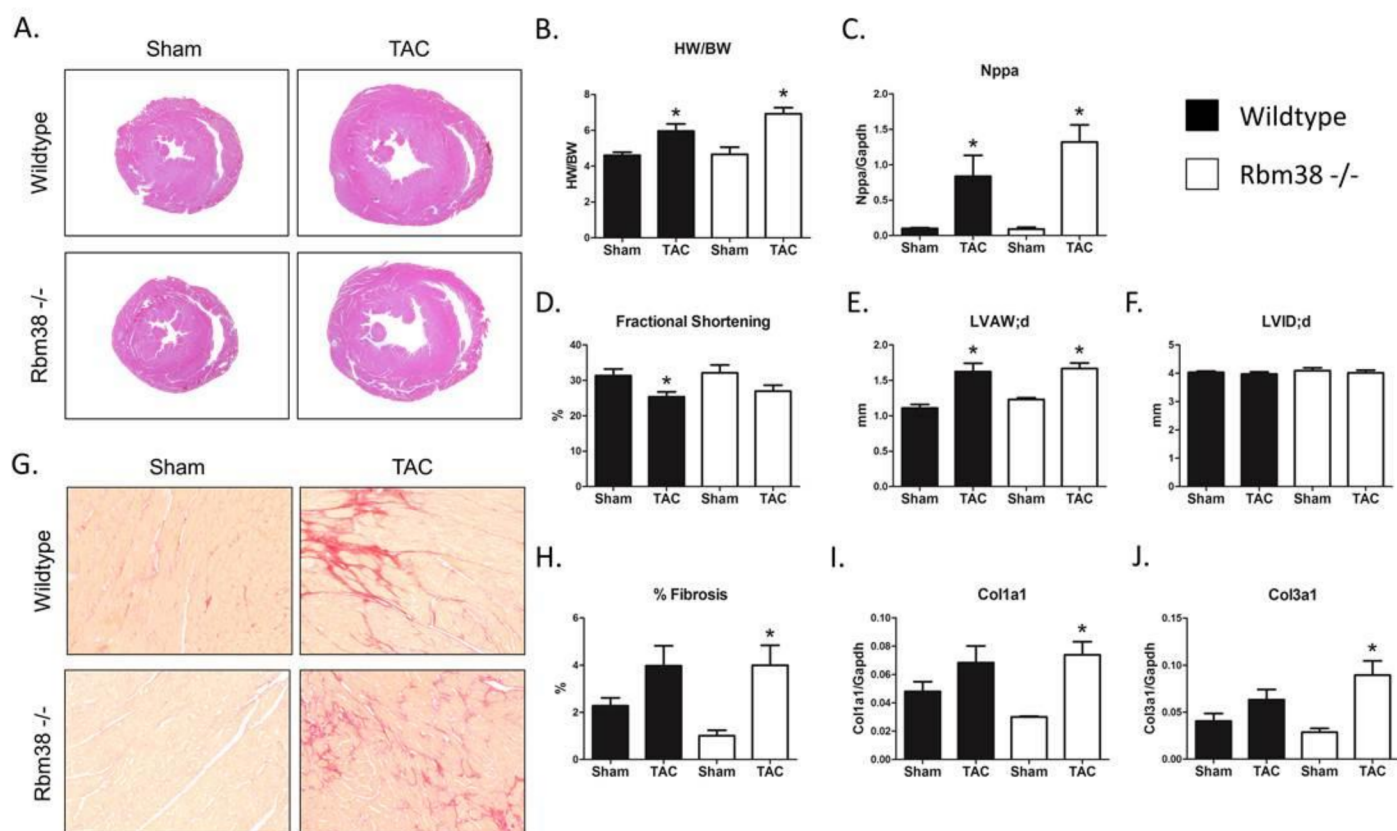 A.
Sham TAC
Wildtype
Rbm38 -/-
B.
HW/BW
HW/BW
8
6
4
2
0
Sham TAC Sham TAC
* *
C.
Nppa
Nppa/Gapdh
2.0
1.5
1.0
0.5
0.0
Sham TAC Sham TAC
* *
Wildtype
Rbm38 -/-
D.
Fractional Shortening
%
40
30
20
10
0
Sham TAC Sham TAC
*
E.
LVAW;d
mm
2.0
1.5
1.0
0.5
0.0
Sham TAC Sham TAC
* *
F.
LVID;d
mm
5
4
3
2
1
0
Sham TAC Sham TAC
G.
Sham TAC
Wildtype
Rbm38 -/-
H.
% Fibrosis
%
6
4
2
0
Sham TAC Sham TAC
*
I.
Col1a1
Col1a1/Gapdh
0.10
0.08
0.06
0.04
0.02
0.00
Sham TAC Sham TAC
*
J.
Col3a1
Col3a1/Gapdh
0.15
0.10
0.05
0.00
Sham TAC Sham TAC
*